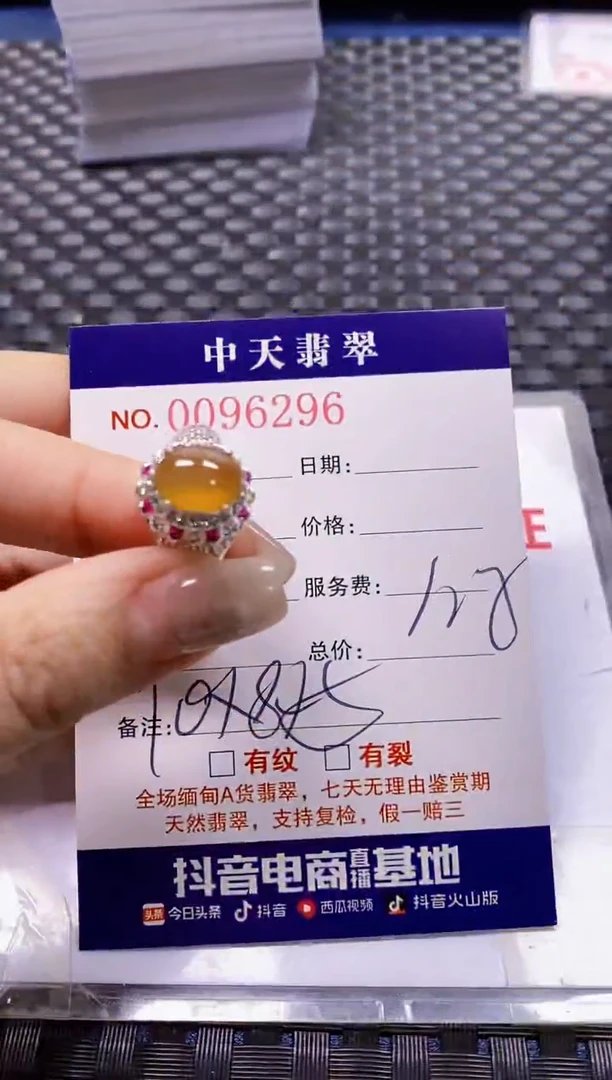 中天翡翠
NO. 0096296
日期:
价格:
服务费:
总价:
备注:
有纹 有裂
全场缅甸A货翡翠，七天无理由鉴赏期
天然翡翠，支持复检，假一赔三
抖音电商直播基地
头条 今日头条 抖音 西瓜视频 抖音火山版